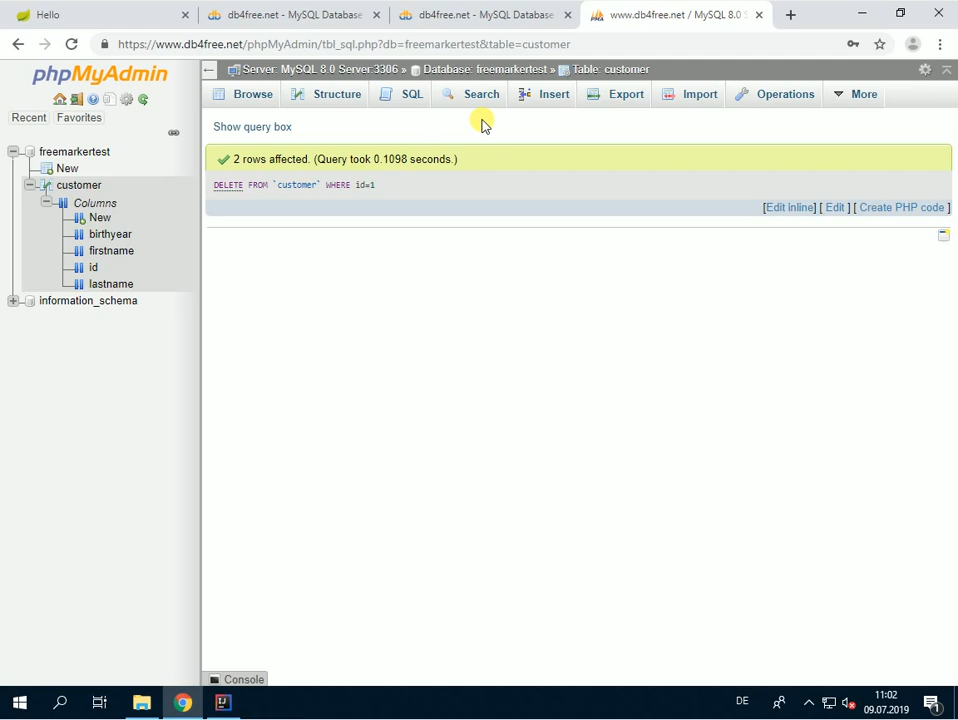 Hello
db4free.net - MySQL Database
db4free.net - MySQL Database
www.db4free.net / MySQL 8.0 S
https://www.db4free.net/phpMyAdmin/tbl_sql.php?db=freemarkertest&table=customer
phpMyAdmin
Recent Favorites
freemarkertest
New
customer
Columns
New
birthyear
firstname
id
lastname
information_schema
Server: MySQL 8.0 Server:3306 » Database: freemarkertest » Table: customer
Browse Structure SQL Search Insert Export Import Operations More
Show query box
2 rows affected. (Query took 0.1098 seconds.)
DELETE FROM `customer` WHERE id=1
[Edit inline] [ Edit ] [ Create PHP code ]
Console
DE
11:02
09.07.2019
1